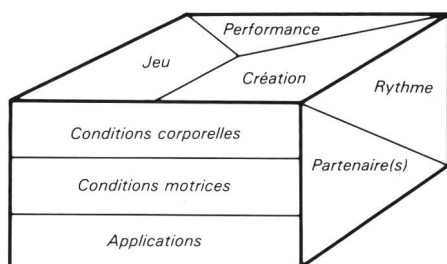 Performance
Jeu
Création
Rythme
Conditions corporelles
Partenaire(s)
Conditions motrices
Applications